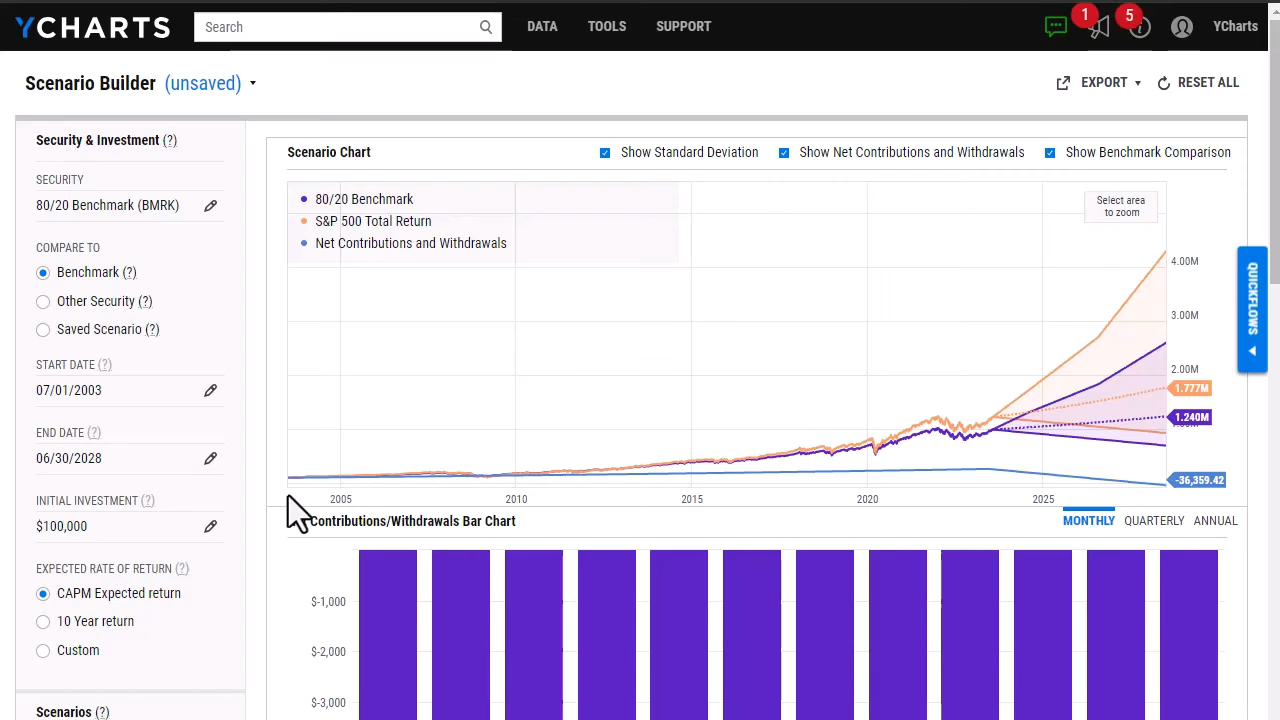 YCHARTS
Search
DATA
TOOLS
SUPPORT
1
5
YCharts
Scenario Builder (unsaved)
EXPORT
RESET ALL
Security & Investment (?)
SECURITY
80/20 Benchmark (BMRK)
COMPARE TO
Benchmark (?)
Other Security (?)
Saved Scenario (?)
START DATE (?)
07/01/2003
END DATE (?)
06/30/2028
INITIAL INVESTMENT (?)
$100,000
EXPECTED RATE OF RETURN (?)
CAPM Expected return
10 Year return
Custom
Scenarios (?)
Scenario Chart
Show Standard Deviation
Show Net Contributions and Withdrawals
Show Benchmark Comparison
80/20 Benchmark
S&P 500 Total Return
Net Contributions and Withdrawals
Select area
to zoom
4.00M
3.00M
2.00M
1.777M
1.240M
-36,359.42
2005
2010
2015
2020
2025
Contributions/Withdrawals Bar Chart
MONTHLY
QUARTERLY
ANNUAL
$-1,000
$-2,000
$-3,000
QUICKFLOWS